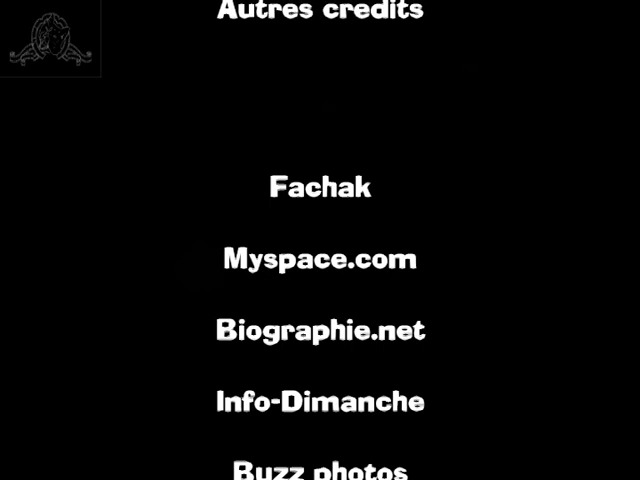 Autres credits
Fachak
Myspace.com
Biographie.net
Info-Dimanche
Buzz photos